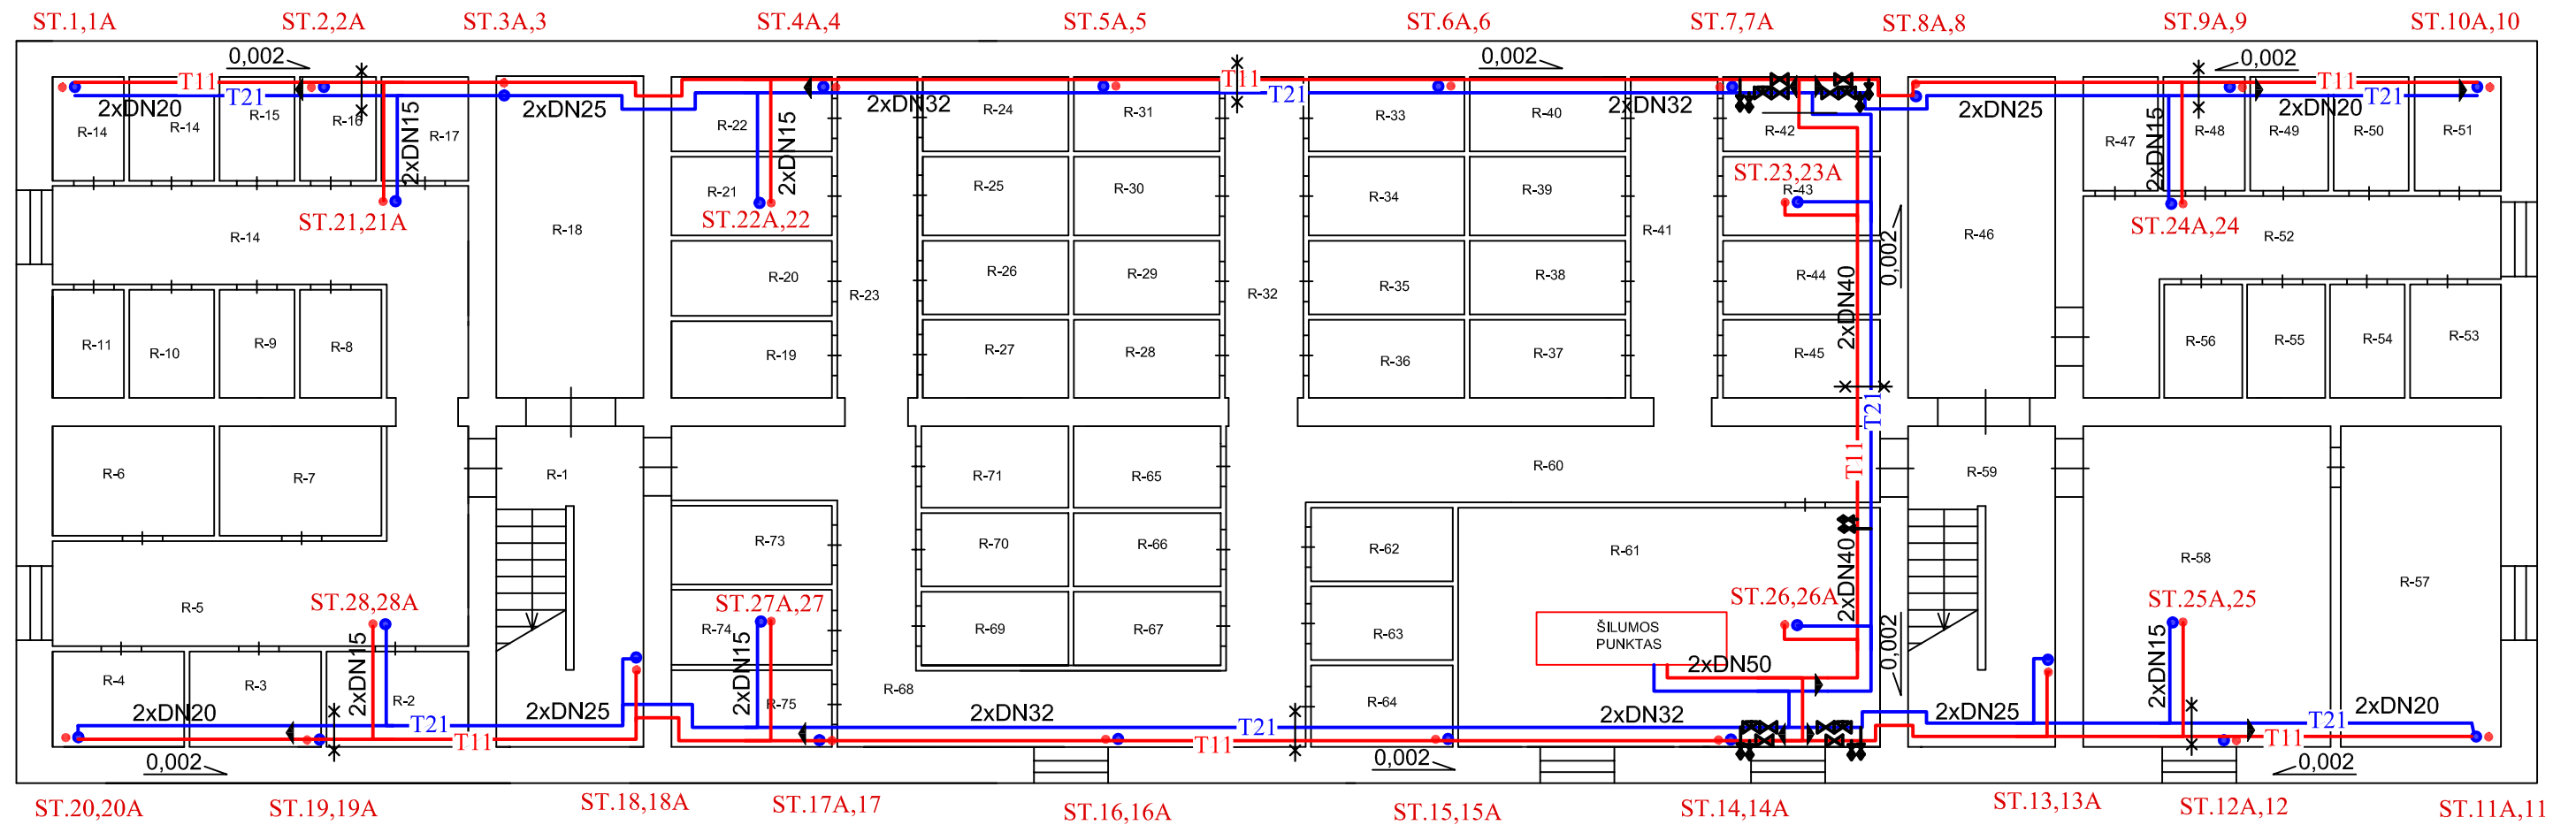 ST.1,1A
ST.2,2A
ST.3A,3
ST.4A,4
ST.5A,5
ST.6A,6
ST.7,7A
ST.8A,8
ST.9A,9
ST.10A,10
0,002
0,002
0,002
T11
T21
2xDN20
2xDN15
2xDN25
2xDN15
2xDN32
T11
T21
2xDN32
2xDN25
2xDN15
T11
T21
2xDN20
R-14
R-14
R-15
R-16
R-17
R-22
R-24
R-31
R-33
R-40
R-42
R-47
R-48
R-49
R-50
R-51
R-21
R-25
R-30
R-34
R-39
ST.23,23A
R-43
ST.21,21A
ST.22A,22
ST.24A,24
R-14
R-18
R-41
R-46
R-52
R-20
R-23
R-26
R-29
R-32
R-35
R-38
R-44
0,002
2xDN40
R-11
R-10
R-9
R-8
R-19
R-27
R-28
R-36
R-37
R-45
R-56
R-55
R-54
R-53
T21
T11
R-6
R-7
R-1
R-71
R-65
R-60
R-59
R-73
R-70
R-66
R-62
R-61
2xDN40
R-58
R-57
R-5
ST.28,28A
ST.27A,27
ST.26,26A
ST.25A,25
R-74
R-69
R-67
R-63
ŠILUMOS
PUNKTAS
0,002
2xDN15
2xDN15
2xDN15
2xDN50
R-4
R-3
R-2
R-75
R-68
R-64
2xDN20
T21
T11
2xDN25
2xDN32
T21
T11
2xDN32
2xDN25
T21
T11
2xDN20
0,002
0,002
0,002
ST.20,20A
ST.19,19A
ST.18,18A
ST.17A,17
ST.16,16A
ST.15,15A
ST.14,14A
ST.13,13A
ST.12A,12
ST.11A,11